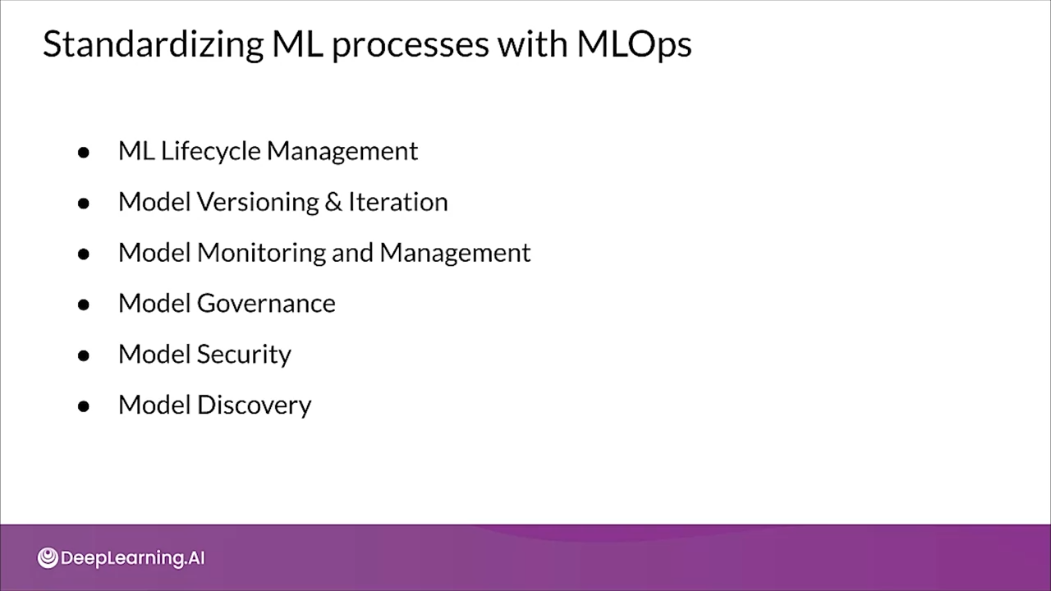 Standardizing ML processes with MLOps
● ML Lifecycle Management
● Model Versioning & Iteration
● Model Monitoring and Management
● Model Governance
● Model Security
● Model Discovery
DeepLearning.AI